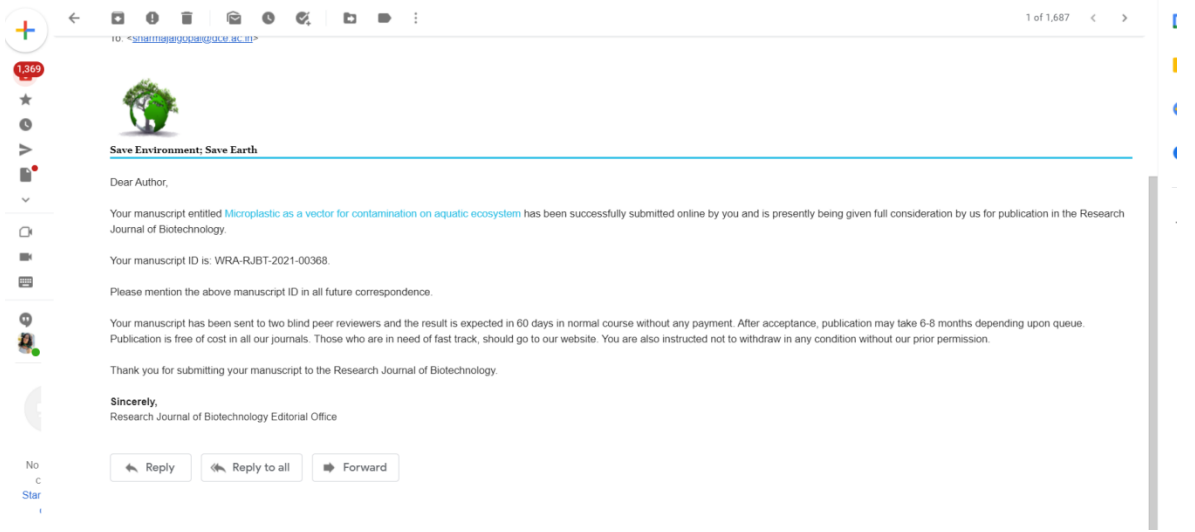 1 of 1,687
1,369
To: <sharmajaigopal@dce.ac.in>
Save Environment; Save Earth
Dear Author,
Your manuscript entitled Microplastic as a vector for contamination on aquatic ecosystem has been successfully submitted online by you and is presently being given full consideration by us for publication in the Research
Journal of Biotechnology.
Your manuscript ID is: WRA-RJBT-2021-00368.
Please mention the above manuscript ID in all future correspondence.
Your manuscript has been sent to two blind peer reviewers and the result is expected in 60 days in normal course without any payment. After acceptance, publication may take 6-8 months depending upon queue.
Publication is free of cost in all our journals. Those who are in need of fast track, should go to our website. You are also instructed not to withdraw in any condition without our prior permission.
Thank you for submitting your manuscript to the Research Journal of Biotechnology.
Sincerely,
Research Journal of Biotechnology Editorial Office
Reply Reply to all Forward
No
c
Star